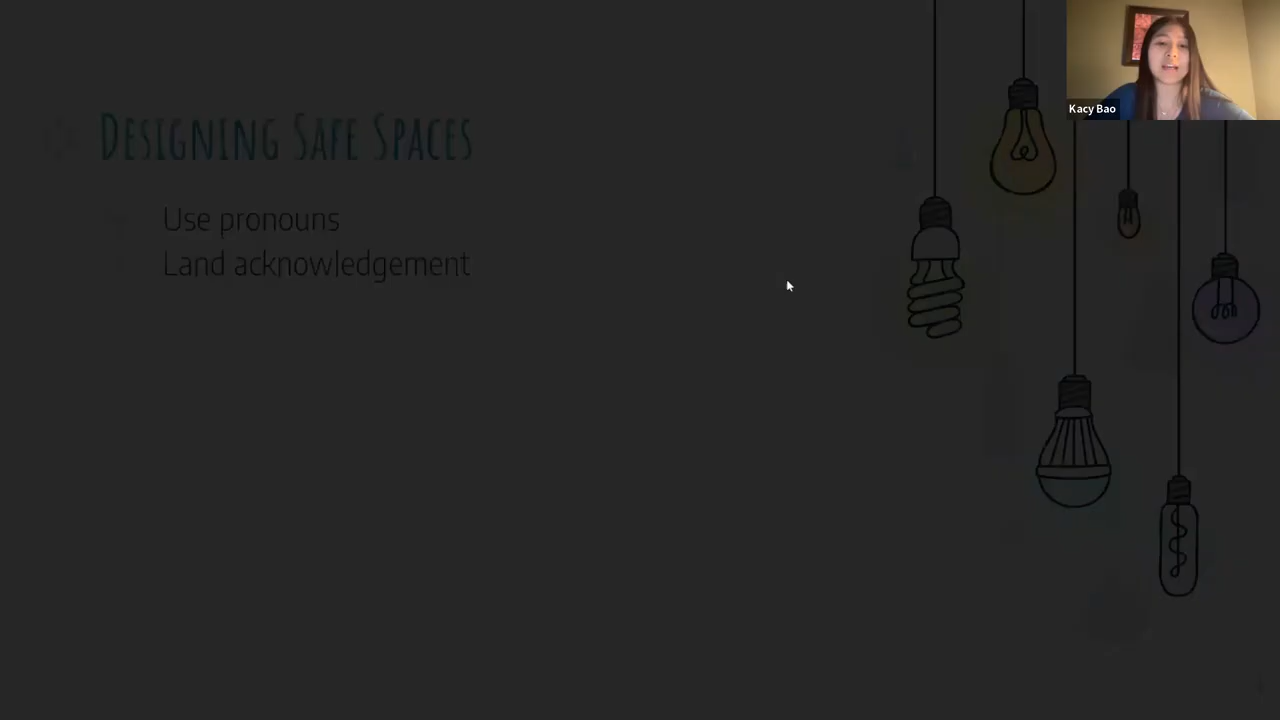 Kacy Bao
Designing Safe Spaces
Use pronouns
Land acknowledgement